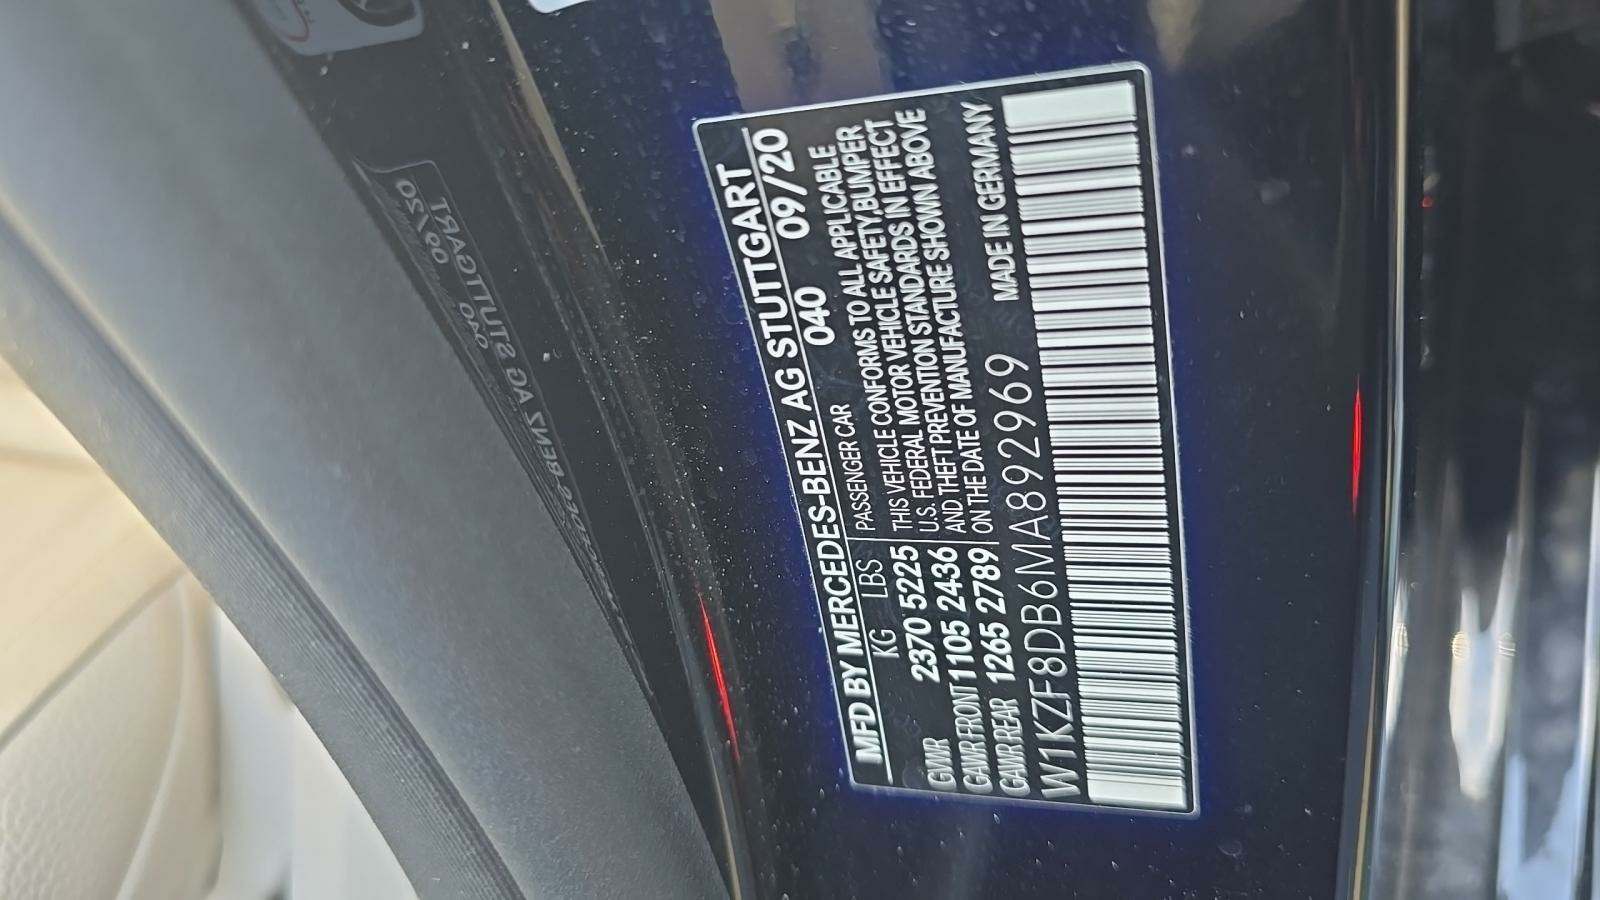 MFD BY MERCEDES-BENZ AG STUTTGART
KG LBS PASSENGER CAR 040 09/20
GVWR 2370 5225 THIS VEHICLE CONFORMS TO ALL APPLICABLE
GAWR FRONT 1105 2436 U.S. FEDERAL MOTOR VEHICLE SAFETY, BUMPER
GAWR REAR 1265 2789 AND THEFT PREVENTION STANDARDS IN EFFECT
ON THE DATE OF MANUFACTURE SHOWN ABOVE
W1KZF8DB6MA892969 MADE IN GERMANY